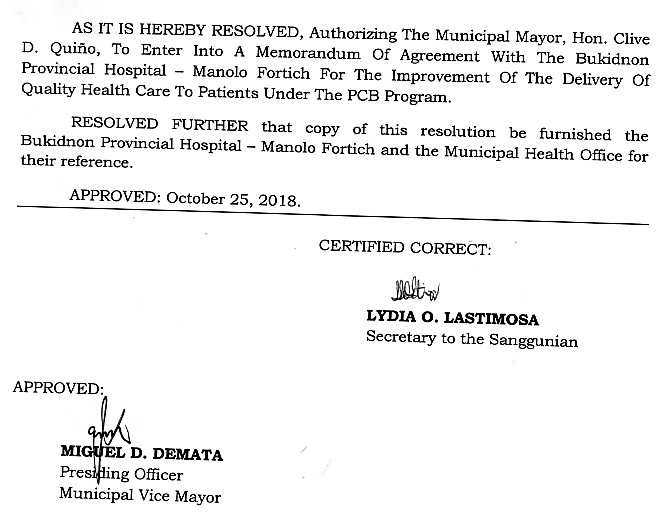 AS IT IS HEREBY RESOLVED, Authorizing The Municipal Mayor, Hon. Clive
D. Quiño, To Enter Into A Memorandum Of Agreement With The Bukidnon
Provincial Hospital – Manolo Fortich For The Improvement Of The Delivery Of
Quality Health Care To Patients Under The PCB Program.
RESOLVED FURTHER that copy of this resolution be furnished the
Bukidnon Provincial Hospital – Manolo Fortich and the Municipal Health Office for
their reference.
APPROVED: October 25, 2018.
CERTIFIED CORRECT:
LYDIA O. LASTIMOSA
Secretary to the Sanggunian
APPROVED:
MIGUEL D. DEMATA
Presiding Officer
Municipal Vice Mayor